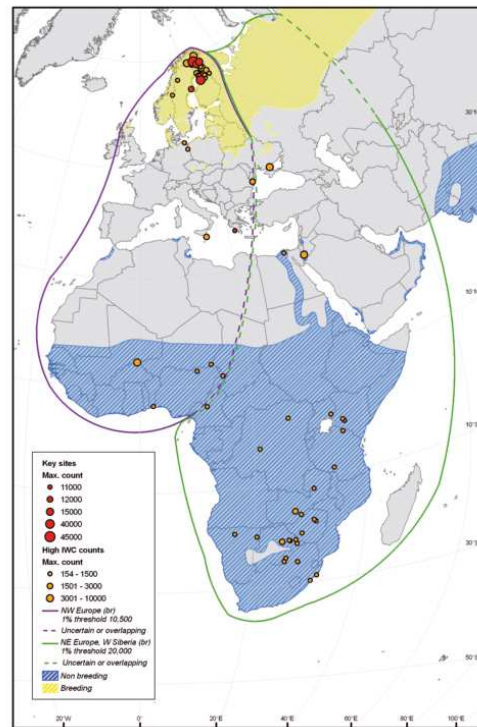 30°N
10°N
10°S
30°S
50°S
Key sites
Max. count
11000
12000
15000
40000
45000
High IWC counts
Max. count
154 - 1500
1501 - 3000
3001 - 10000
NW Europe (br)
1% threshold 10,500
Uncertain or overlapping
NE Europe, W Siberia (br)
1% threshold 20,000
Uncertain or overlapping
Non breeding
Breeding
20°W
0°
20°E
40°E
60°E